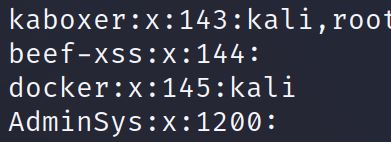 kaboxer:x:143:kali,root
beef-xss:x:144:
docker:x:145:kali
AdminSys:x:1200: